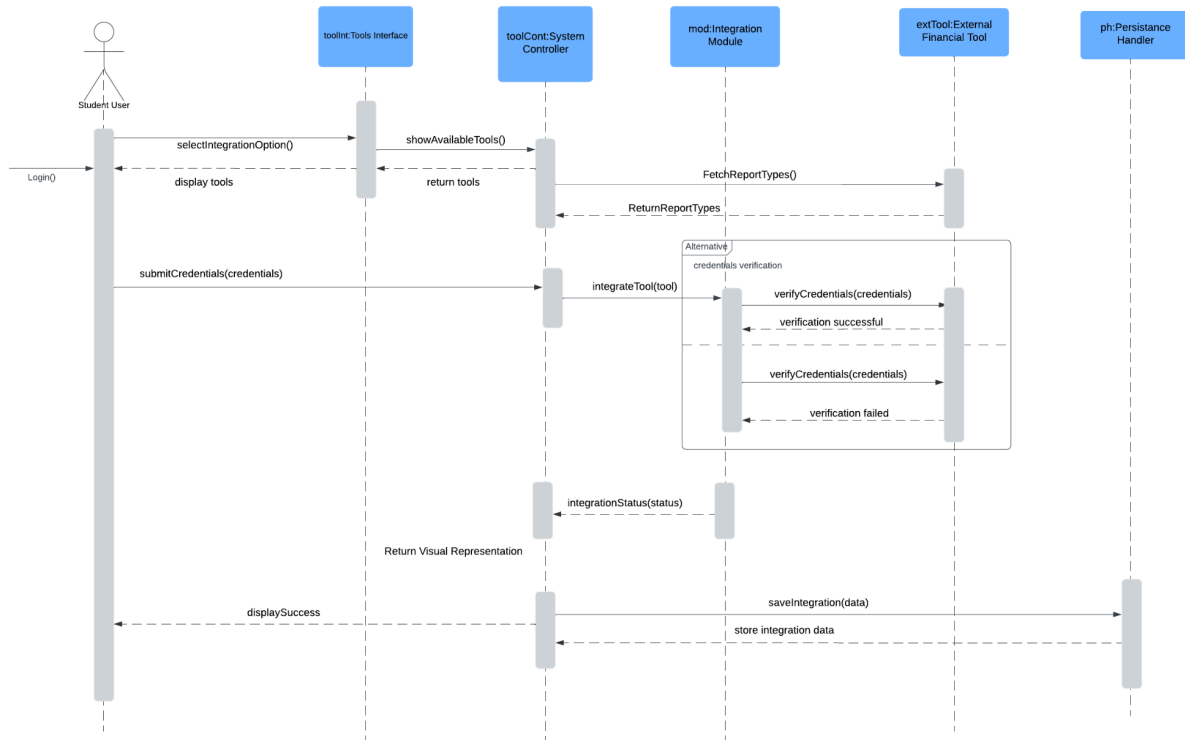 toolInt:Tools Interface
toolCont:System
Controller
mod:Integration
Module
extTool:External
Financial Tool
ph:Persistance
Handler
Student User
selectIntegrationOption()
showAvailableTools()
Login()
display tools
return tools
FetchReportTypes()
ReturnReportTypes
Alternative
credentials verification
submitCredentials(credentials)
integrateTool(tool)
verifyCredentials(credentials)
verification successful
verifyCredentials(credentials)
verification failed
integrationStatus(status)
Return Visual Representation
saveIntegration(data)
displaySuccess
store integration data